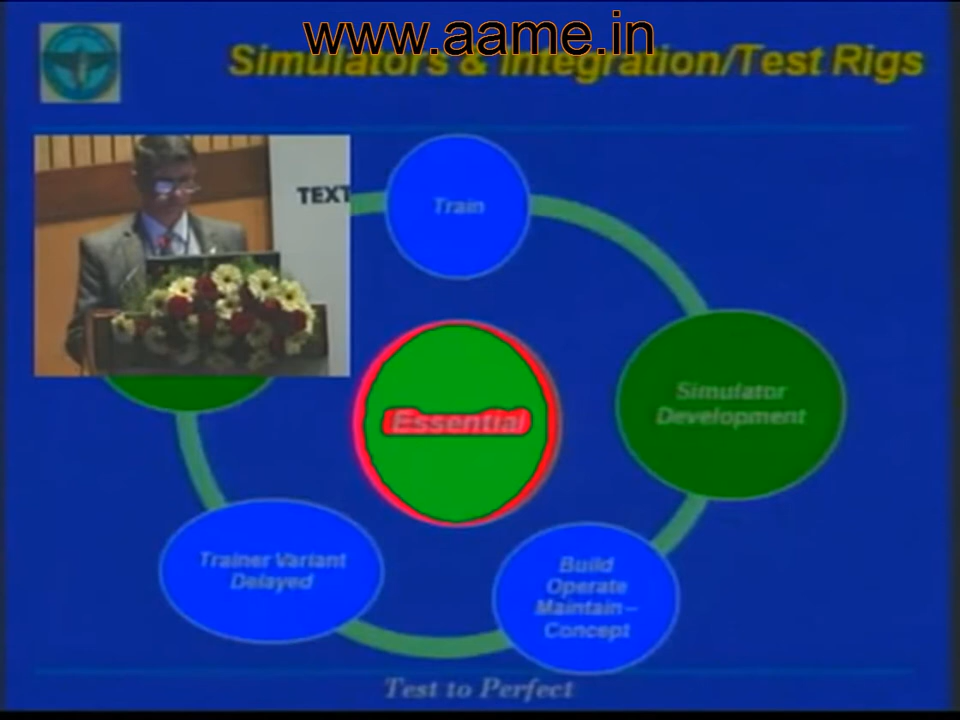 www.aame.in
Simulators & Integration/Test Rigs
TEXT
Train
Simulator
Development
Essential
Trainer Variant
Delayed
Build
Operate
Maintain–
Concept
Test to Perfect